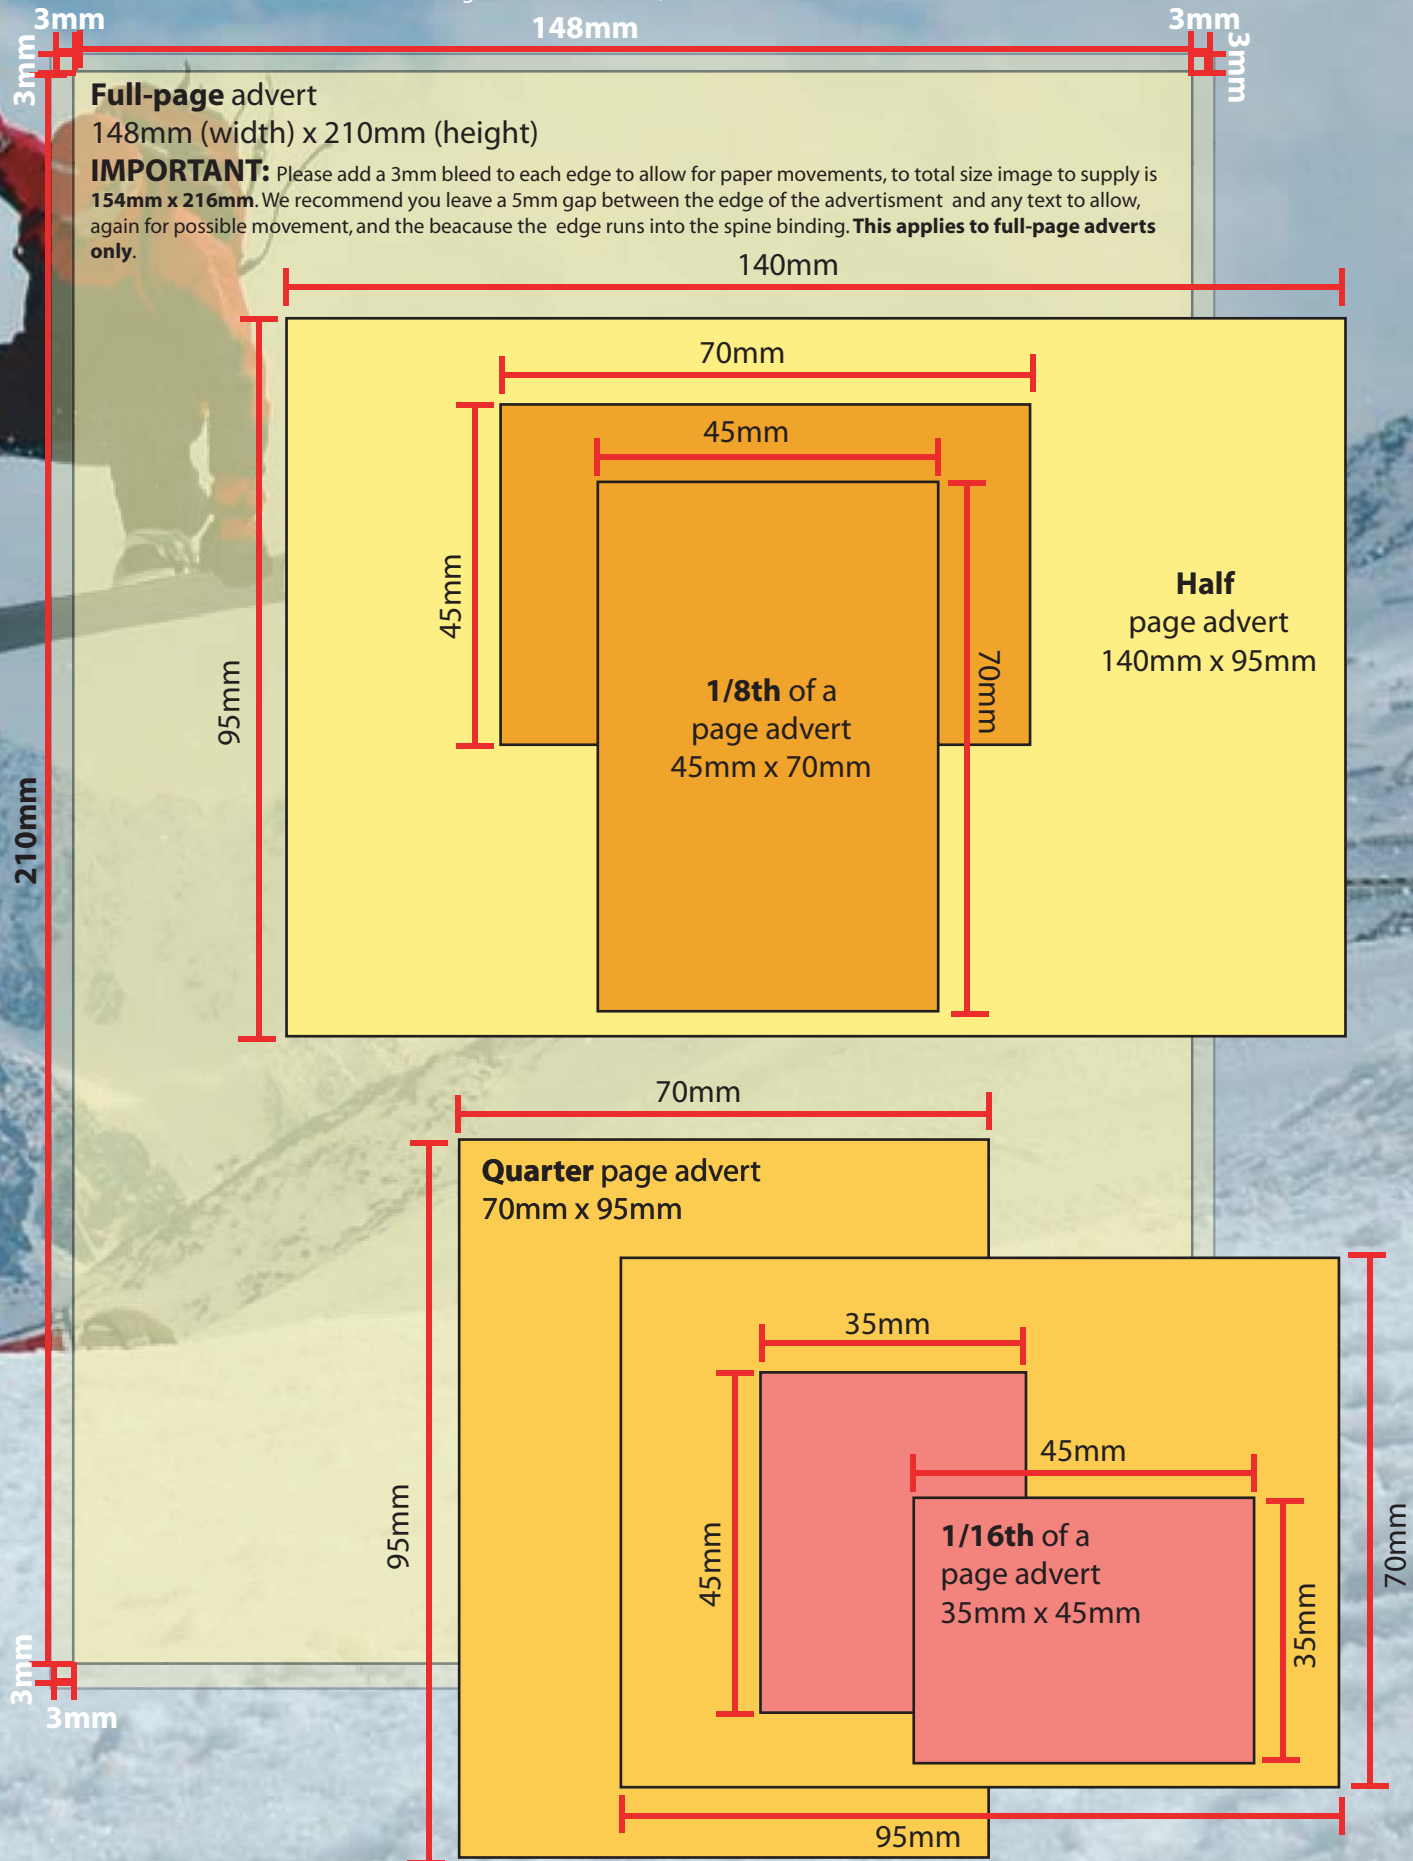 3mm
148mm
3mm
3mm
3mm
Full-page advert
148mm (width) x 210mm (height)
IMPORTANT: Please add a 3mm bleed to each edge to allow for paper movements, to total size image to supply is
154mm x 216mm. We recommend you leave a 5mm gap between the edge of the advertisment and any text to allow,
again for possible movement, and the beacause the edge runs into the spine binding. This applies to full-page adverts
only.
140mm
70mm
45mm
45mm
Half
page advert
140mm x 95mm
70mm
95mm
1/8th of a
page advert
45mm x 70mm
210mm
70mm
Quarter page advert
70mm x 95mm
35mm
45mm
95mm
45mm
1/16th of a
page advert
35mm x 45mm
70mm
35mm
3mm
3mm
95mm